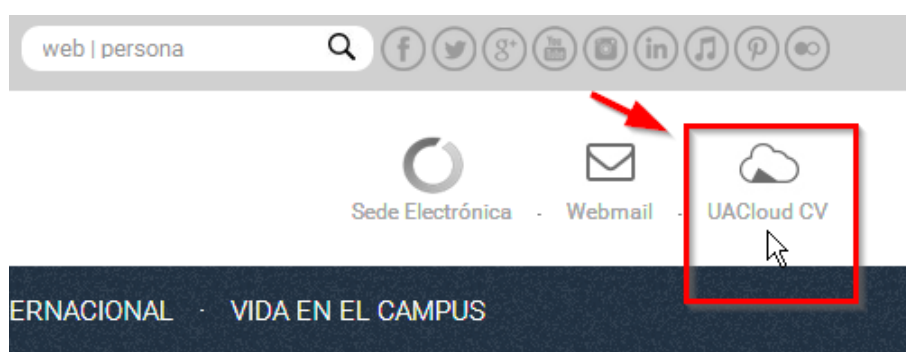 web | persona
Sede Electrónica · Webmail · UACloud CV
ERNACIONAL · VIDA EN EL CAMPUS